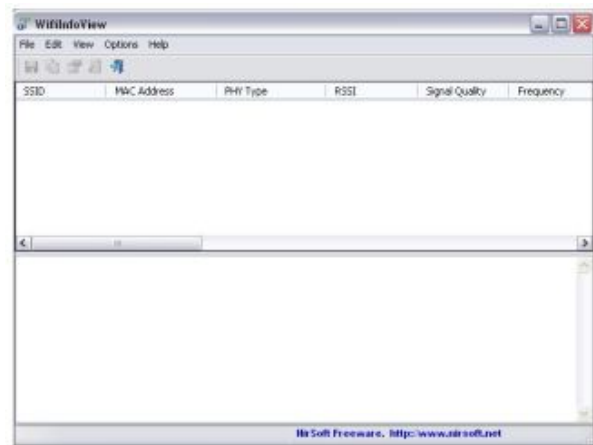 WifiInfoView
File Edit View Options Help
SSID MAC Address PHY Type RSSI Signal Quality Frequency
NirSoft Freeware. http://www.nirsoft.net